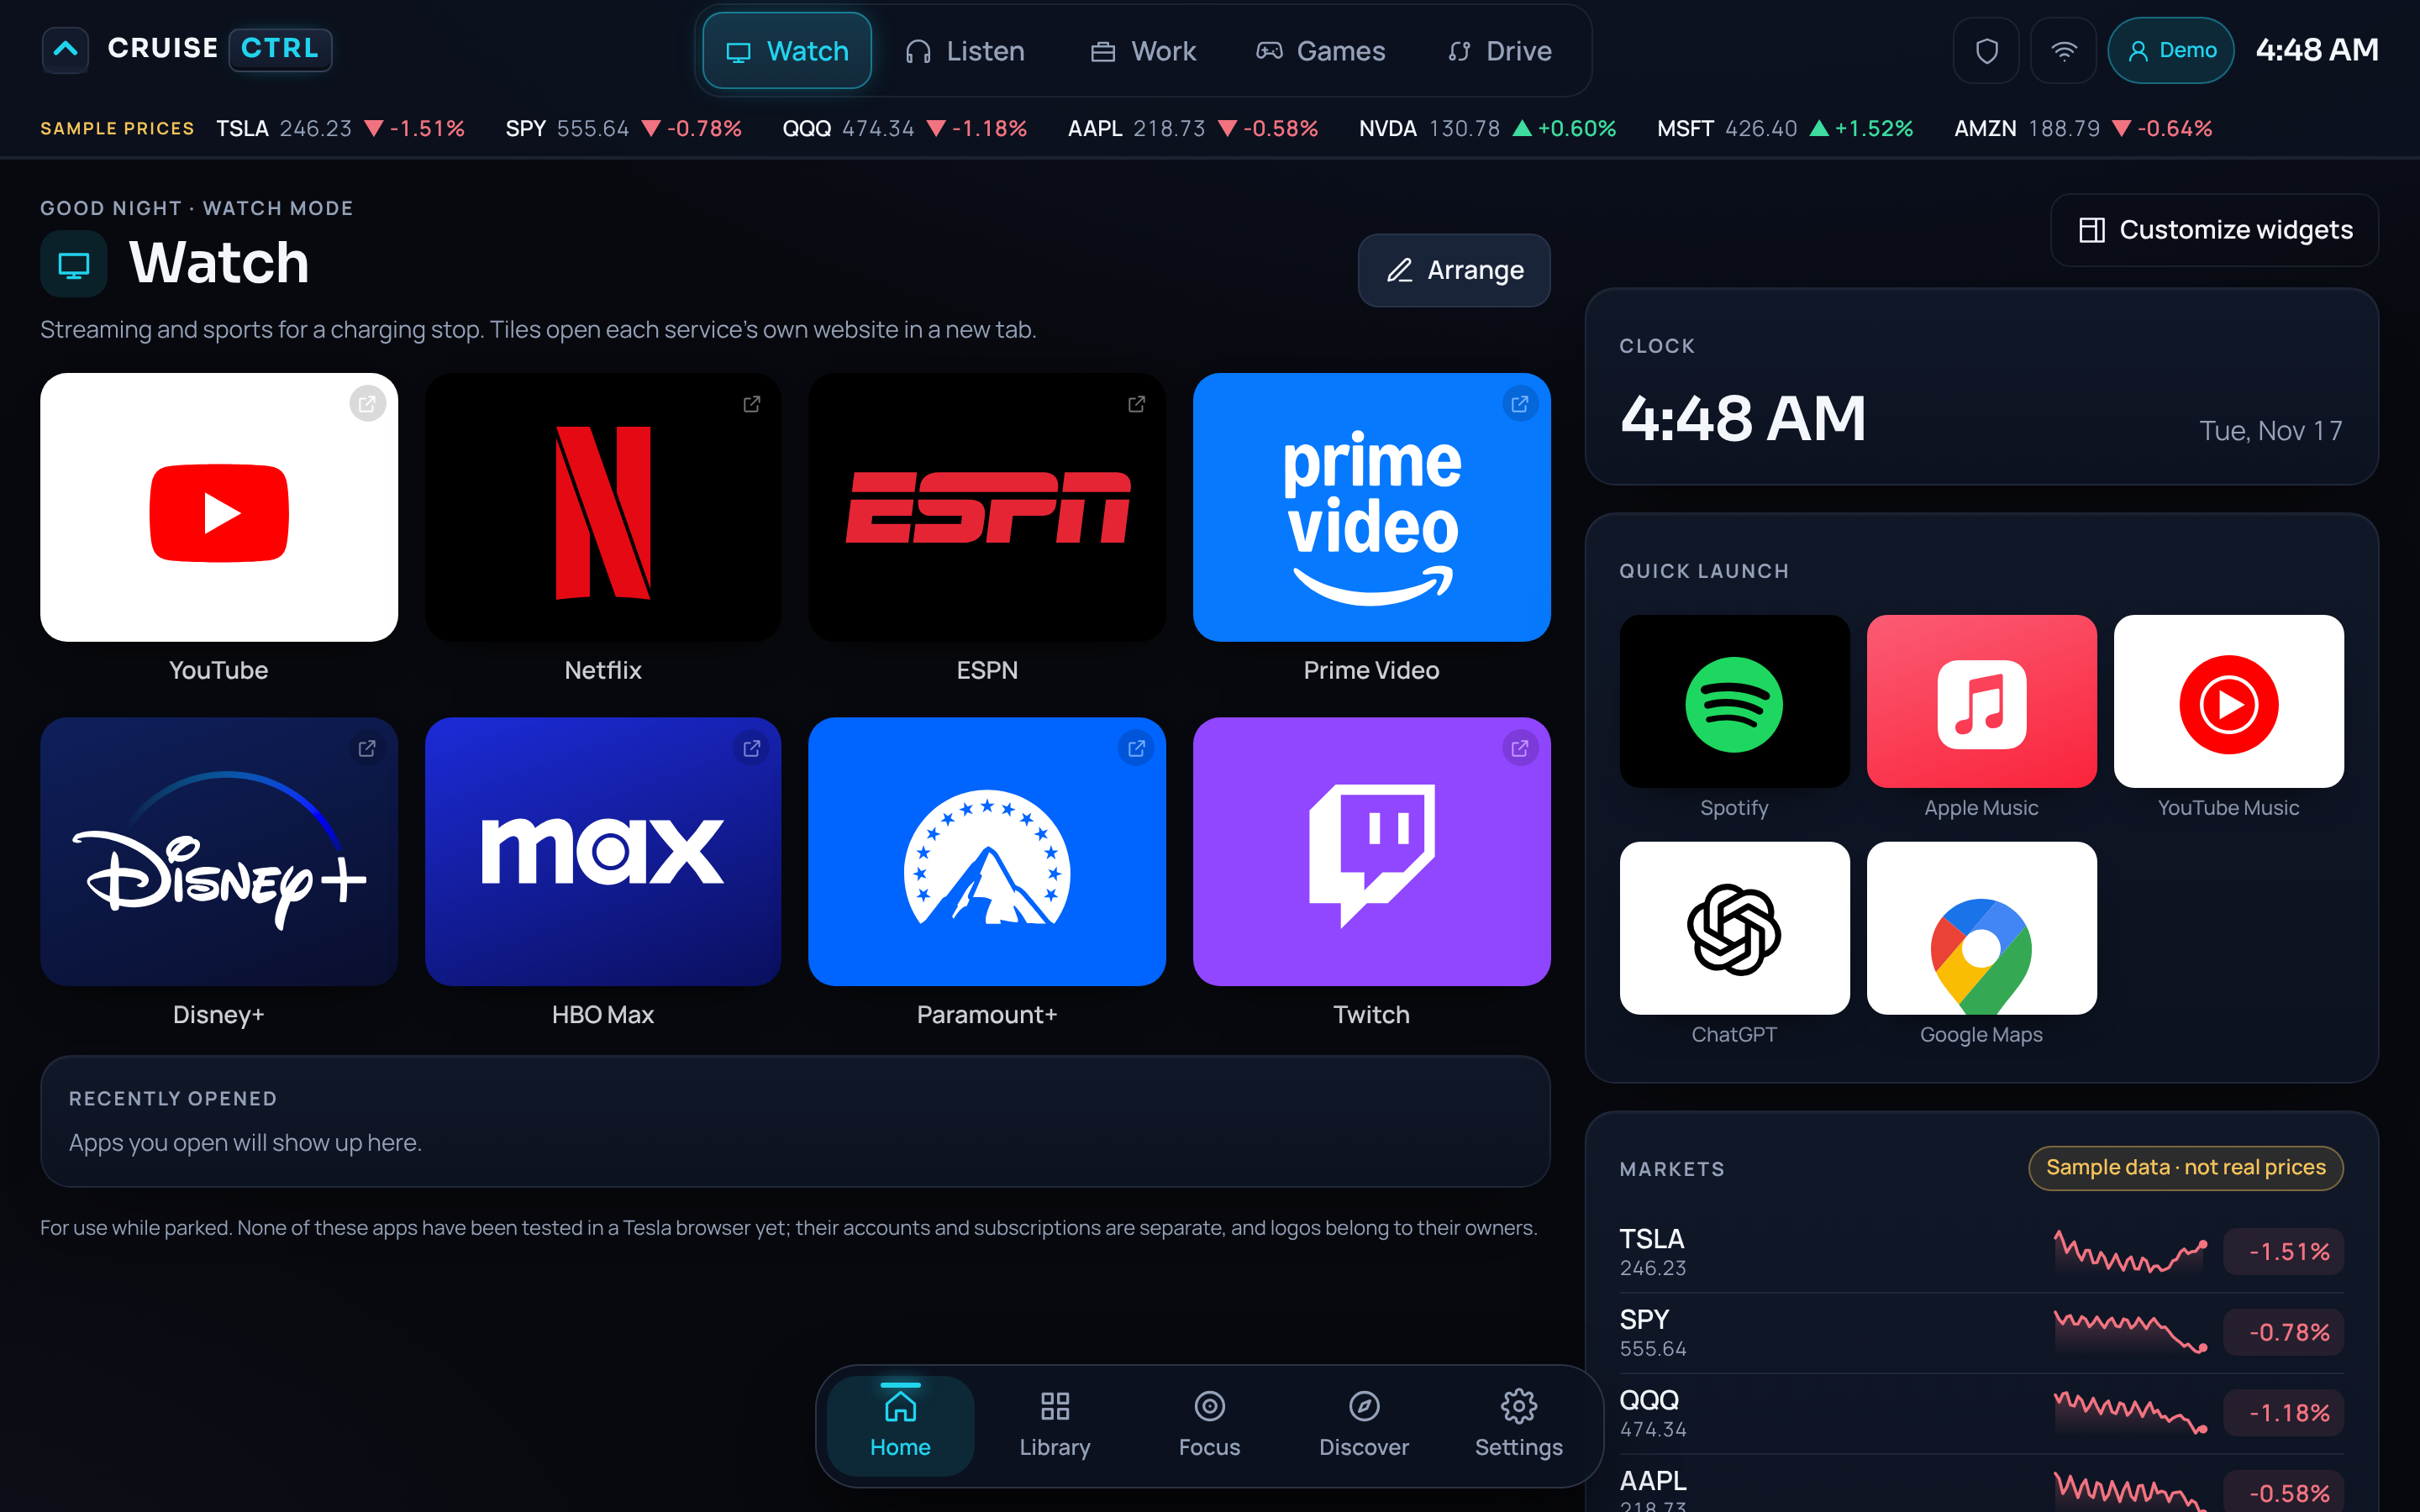 CRUISE CTRL
Watch
Listen
Work
Games
Drive
Demo
4:48 AM
SAMPLE PRICES TSLA 246.23 ▼ -1.51% SPY 555.64 ▼ -0.78% QQQ 474.34 ▼ -1.18% AAPL 218.73 ▼ -0.58% NVDA 130.78 ▲ +0.60% MSFT 426.40 ▲ +1.52% AMZN 188.79 ▼ -0.64%
GOOD NIGHT · WATCH MODE
Watch
Arrange
Streaming and sports for a charging stop. Tiles open each service's own website in a new tab.
ESPN
prime
video
YouTube
Netflix
ESPN
Prime Video
Disney+
max
Disney+
HBO Max
Paramount+
Twitch
RECENTLY OPENED
Apps you open will show up here.
For use while parked. None of these apps have been tested in a Tesla browser yet; their accounts and subscriptions are separate, and logos belong to their owners.
Customize widgets
CLOCK
4:48 AM
Tue, Nov 17
QUICK LAUNCH
Spotify
Apple Music
YouTube Music
ChatGPT
Google Maps
MARKETS
Sample data · not real prices
TSLA
246.23
-1.51%
SPY
555.64
-0.78%
QQQ
474.34
-1.18%
AAPL
218.73
-0.58%
Home
Library
Focus
Discover
Settings